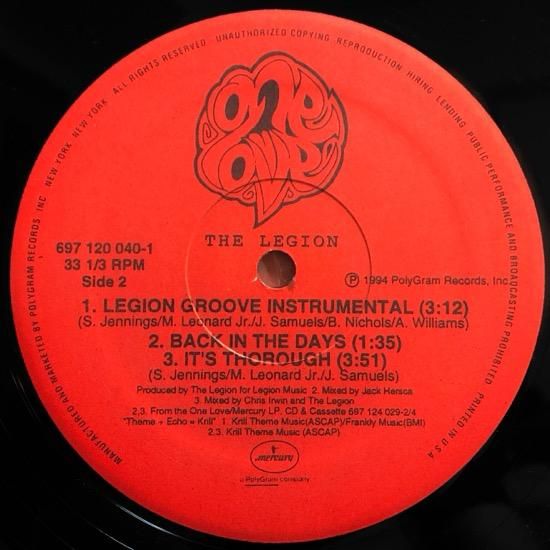 MANUFACTURED AND MARKETED BY POLYGRAM RECORDS INC., NEW YORK, NEW YORK. ALL RIGHTS RESERVED. UNAUTHORIZED COPYING, REPRODUCTION, HIRING, LENDING, PUBLIC PERFORMANCE AND BROADCASTING PROHIBITED. PRINTED IN U.S.A.
One
Love
THE LEGION
697 120 040-1
33 1/3 RPM
Side 2
Ⓟ 1994 PolyGram Records, Inc.
1. LEGION GROOVE INSTRUMENTAL (3:12)
(S. Jennings/M. Leonard Jr./J. Samuels/B. Nichols/A. Williams)
2. BACK IN THE DAYS (1:35)
3. IT'S THOROUGH (3:51)
(S. Jennings/M. Leonard Jr./J. Samuels)
Produced by The Legion for Legion Music 2. Mixed by Jack Hersca
3. Mixed by Chris Irwin and The Legion
2,3. From the One Love/Mercury LP, CD & Cassette 697 124 029-2/4
"Theme + Echo = Krill" 1. Krill Theme Music(ASCAP)/Frankly Music(BMI)
2.3. Krill Theme Music (ASCAP)
mercury
a PolyGram company